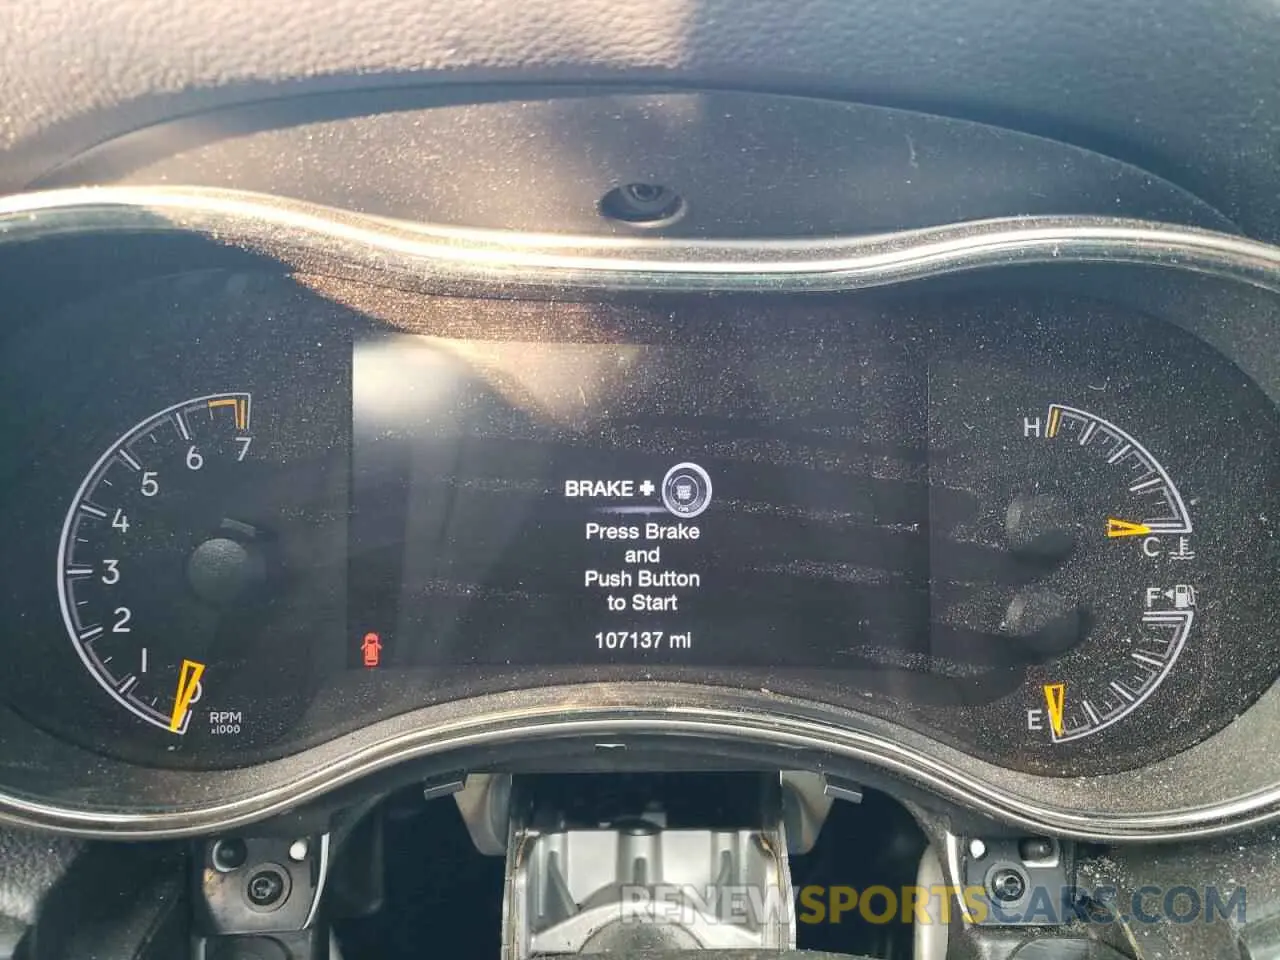 7
6
5
4
3
2
1
0
RPM
x1000
BRAKE +
Press Brake
and
Push Button
to Start
107137 mi
H
C
F
E
RENEWSPORTSCARS.COM